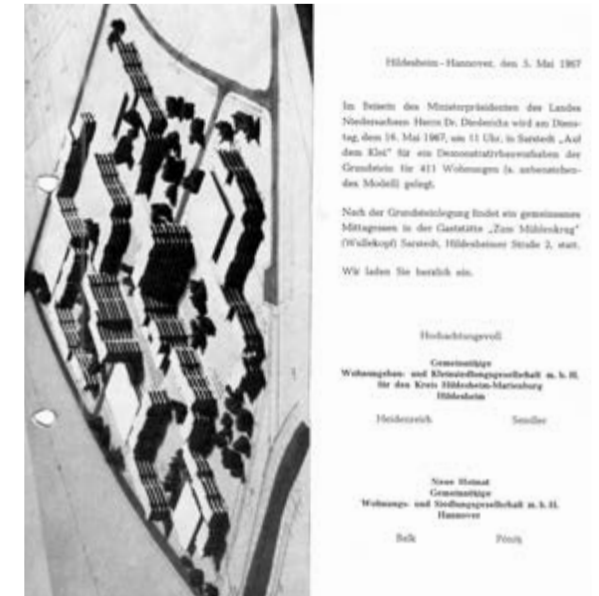 Hildesheim-Hannover, den 5. Mai 1967
Im Beisein des Ministerpräsidenten des Landes
Niedersachsen Herrn Dr. Diederichs wird am Diens-
tag, dem 16. Mai 1967, um 11 Uhr, in Sarstedt „Auf
dem Klei" für ein Demonstrativbauvorhaben der
Grundstein für 411 Wohnungen (s. nebenstehen-
des Modell) gelegt.
Nach der Grundsteinlegung findet ein gemeinsames
Mittagessen in der Gaststätte „Zum Mühlenkrug"
(Wullekopf) Sarstedt, Hildesheimer Straße 2, statt.
Wir laden Sie herzlich ein.
Hochachtungsvoll
Gemeinnützige
Wohnungsbau- und Kleinsiedlungsgesellschaft m. b. H.
für den Kreis Hildesheim-Marienburg
Hildesheim
Heidenreich Sendler
Neue Heimat
Gemeinnützige
Wohnungs- und Siedlungsgesellschaft m. b. H.
Hannover